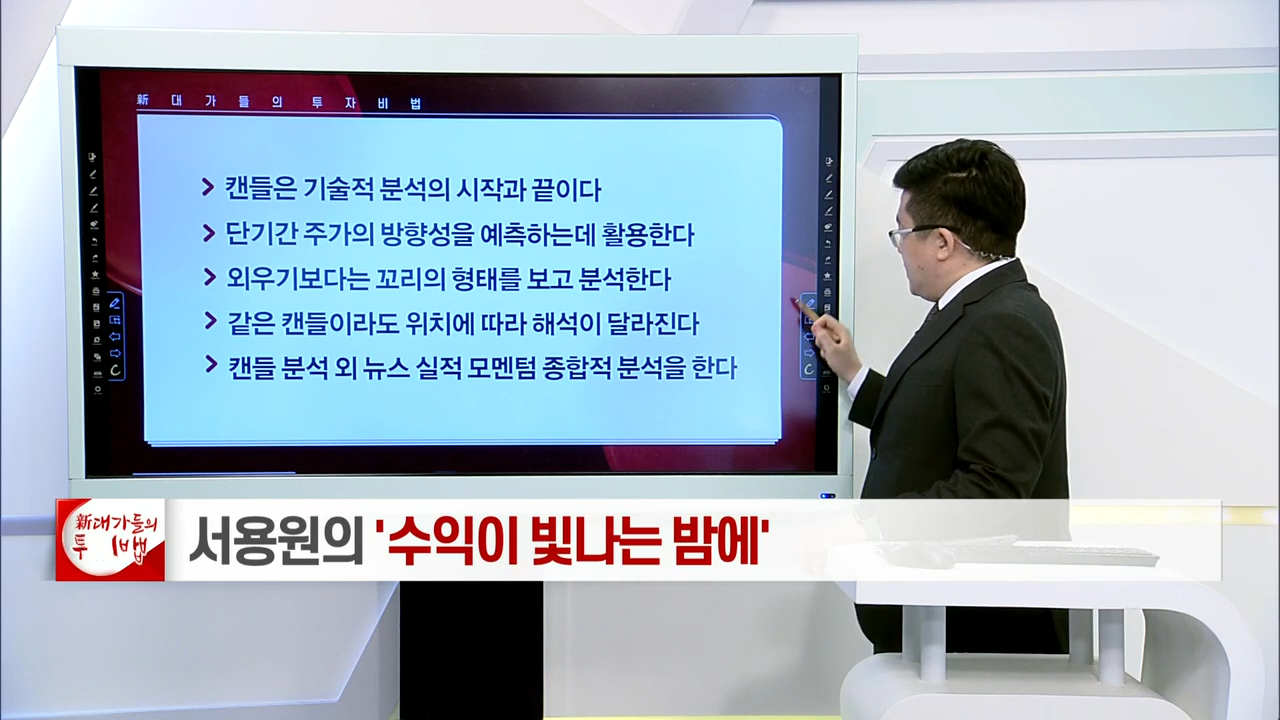 新 대 가 들 의 투 자 비 법
캔들은 기술적 분석의 시작과 끝이다
단기간 주가의 방향성을 예측하는데 활용한다
외우기보다는 꼬리의 형태를 보고 분석한다
같은 캔들이라도 위치에 따라 해석이 달라진다
캔들 분석 외 뉴스 실적 모멘텀 종합적 분석을 한다
新대가들의
투
서용원의 '수익이 빛나는 밤에'